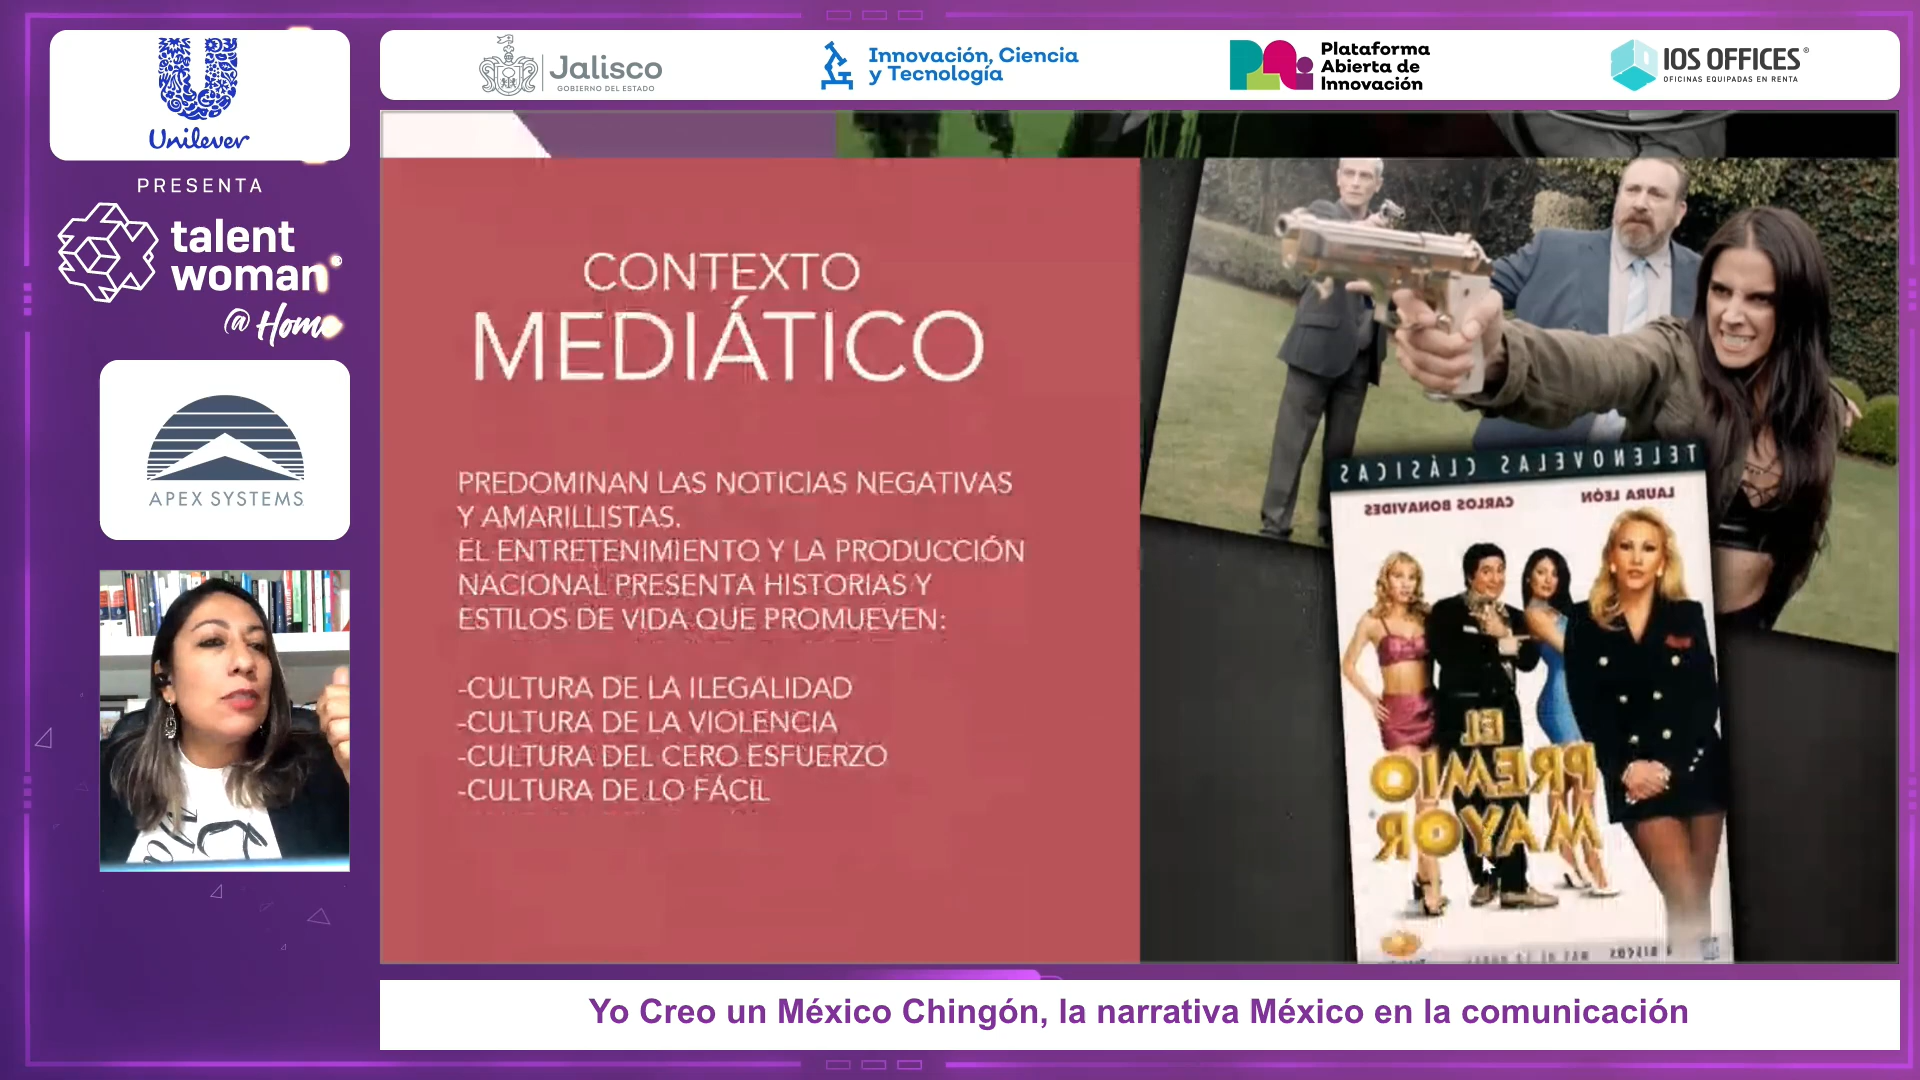 Unilever
PRESENTA
talent
woman
@ Home
APEX SYSTEMS
Jalisco
GOBIERNO DEL ESTADO
Innovación, Ciencia
y Tecnología
Plataforma
Abierta de
Innovación
IOS OFFICES®
OFICINAS EQUIPADAS EN RENTA
CONTEXTO
MEDIÁTICO
PREDOMINAN LAS NOTICIAS NEGATIVAS
Y AMARILLISTAS.
EL ENTRETENIMIENTO Y LA PRODUCCIÓN
NACIONAL PRESENTA HISTORIAS Y
ESTILOS DE VIDA QUE PROMUEVEN:
-CULTURA DE LA ILEGALIDAD
-CULTURA DE LA VIOLENCIA
-CULTURA DEL CERO ESFUERZO
-CULTURA DE LO FÁCIL
TELENOVELAS CLÁSICAS
LAURA LEÓN
CARLOS BONAVIDES
EL
PREMIO
MAYOR
Yo Creo un México Chingón, la narrativa México en la comunicación